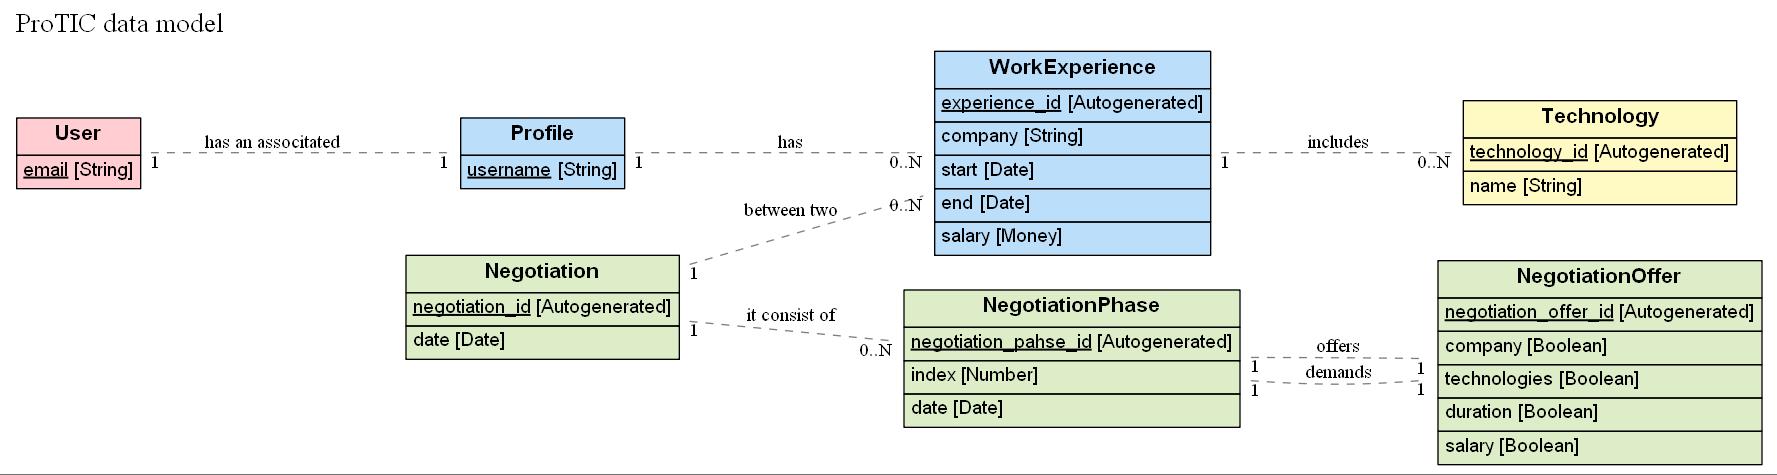 ProTIC data model
User
email [String]
1
has an associtated
1
Profile
username [String]
1
has
0..N
WorkExperience
experience_id [Autogenerated]
company [String]
start [Date]
end [Date]
salary [Money]
1
includes
0..N
Technology
technology_id [Autogenerated]
name [String]
Negotiation
negotiation_id [Autogenerated]
date [Date]
1
between two
0..N
1
it consist of
0..N
NegotiationPhase
negotiation_pahse_id [Autogenerated]
index [Number]
date [Date]
1
offers
1
1
demands
1
NegotiationOffer
negotiation_offer_id [Autogenerated]
company [Boolean]
technologies [Boolean]
duration [Boolean]
salary [Boolean]